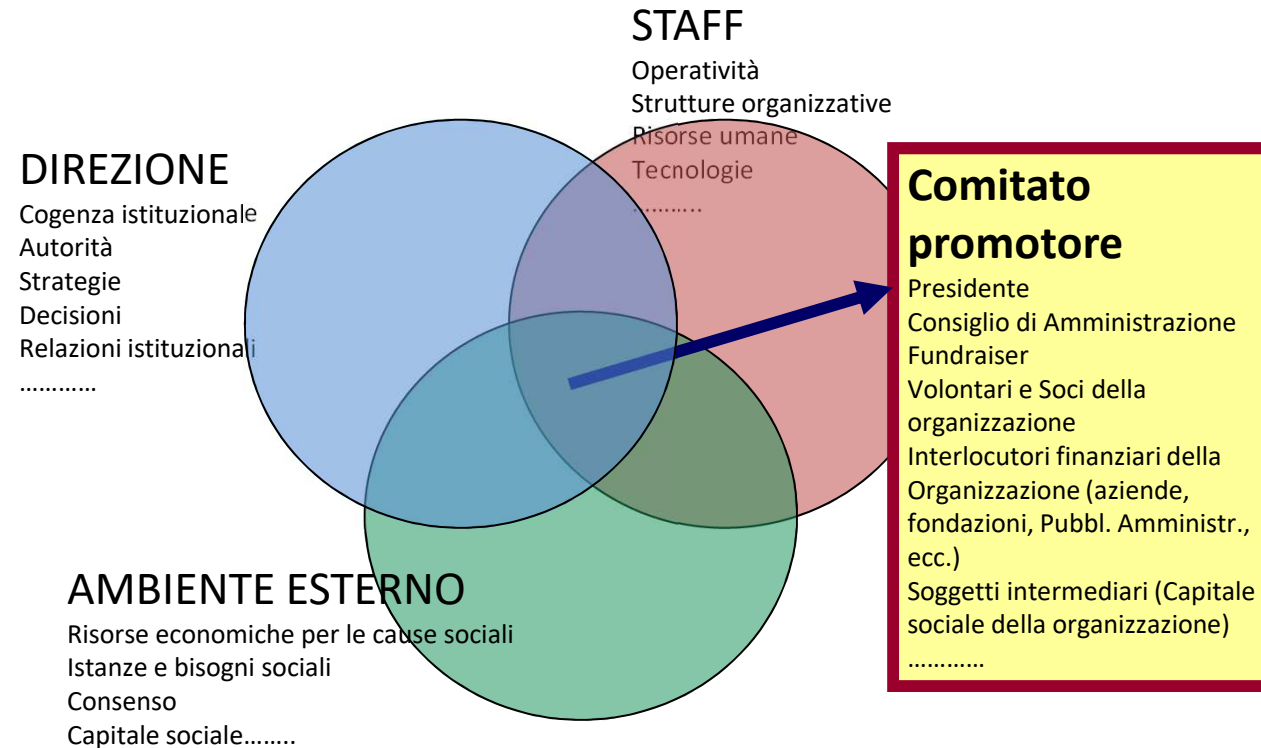 STAFF
Operatività
Strutture organizzative
Risorse umane
Tecnologie
………..
DIREZIONE
Cogenza istituzionale
Autorità
Strategie
Decisioni
Relazioni istituzionali
…………
Comitato
promotore
Presidente
Consiglio di Amministrazione
Fundraiser
Volontari e Soci della
organizzazione
Interlocutori finanziari della
Organizzazione (aziende,
fondazioni, Pubbl. Amministr.,
ecc.)
Soggetti intermediari (Capitale
sociale della organizzazione)
…………
AMBIENTE ESTERNO
Risorse economiche per le cause sociali
Istanze e bisogni sociali
Consenso
Capitale sociale……..